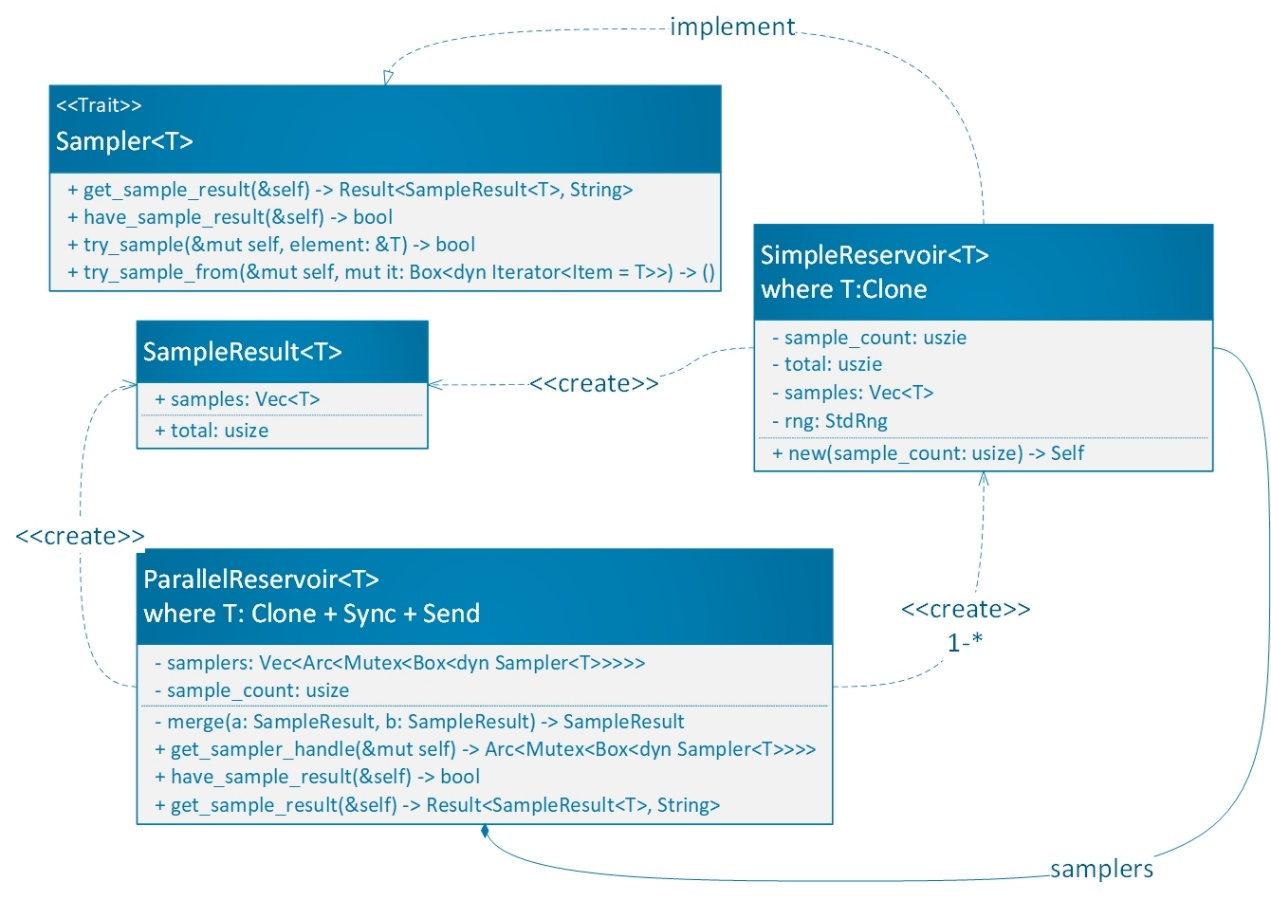 implement
<<Trait>>
Sampler<T>
+ get_sample_result(&self) -> Result<SampleResult<T>, String>
+ have_sample_result(&self) -> bool
+ try_sample(&mut self, element: &T) -> bool
+ try_sample_from(&mut self, mut it: Box<dyn Iterator<Item = T>>) -> ()
SimpleReservoir<T>
where T:Clone
- sample_count: uszie
- total: uszie
- samples: Vec<T>
- rng: StdRng
+ new(sample_count: usize) -> Self
SampleResult<T>
+ samples: Vec<T>
+ total: usize
<<create>>
<<create>>
ParallelReservoir<T>
where T: Clone + Sync + Send
- samplers: Vec<Arc<Mutex<Box<dyn Sampler<T>>>>>
- sample_count: usize
- merge(a: SampleResult, b: SampleResult) -> SampleResult
+ get_sampler_handle(&mut self) -> Arc<Mutex<Box<dyn Sampler<T>>>>
+ have_sample_result(&self) -> bool
+ get_sample_result(&self) -> Result<SampleResult<T>, String>
<<create>>
1-*
samplers